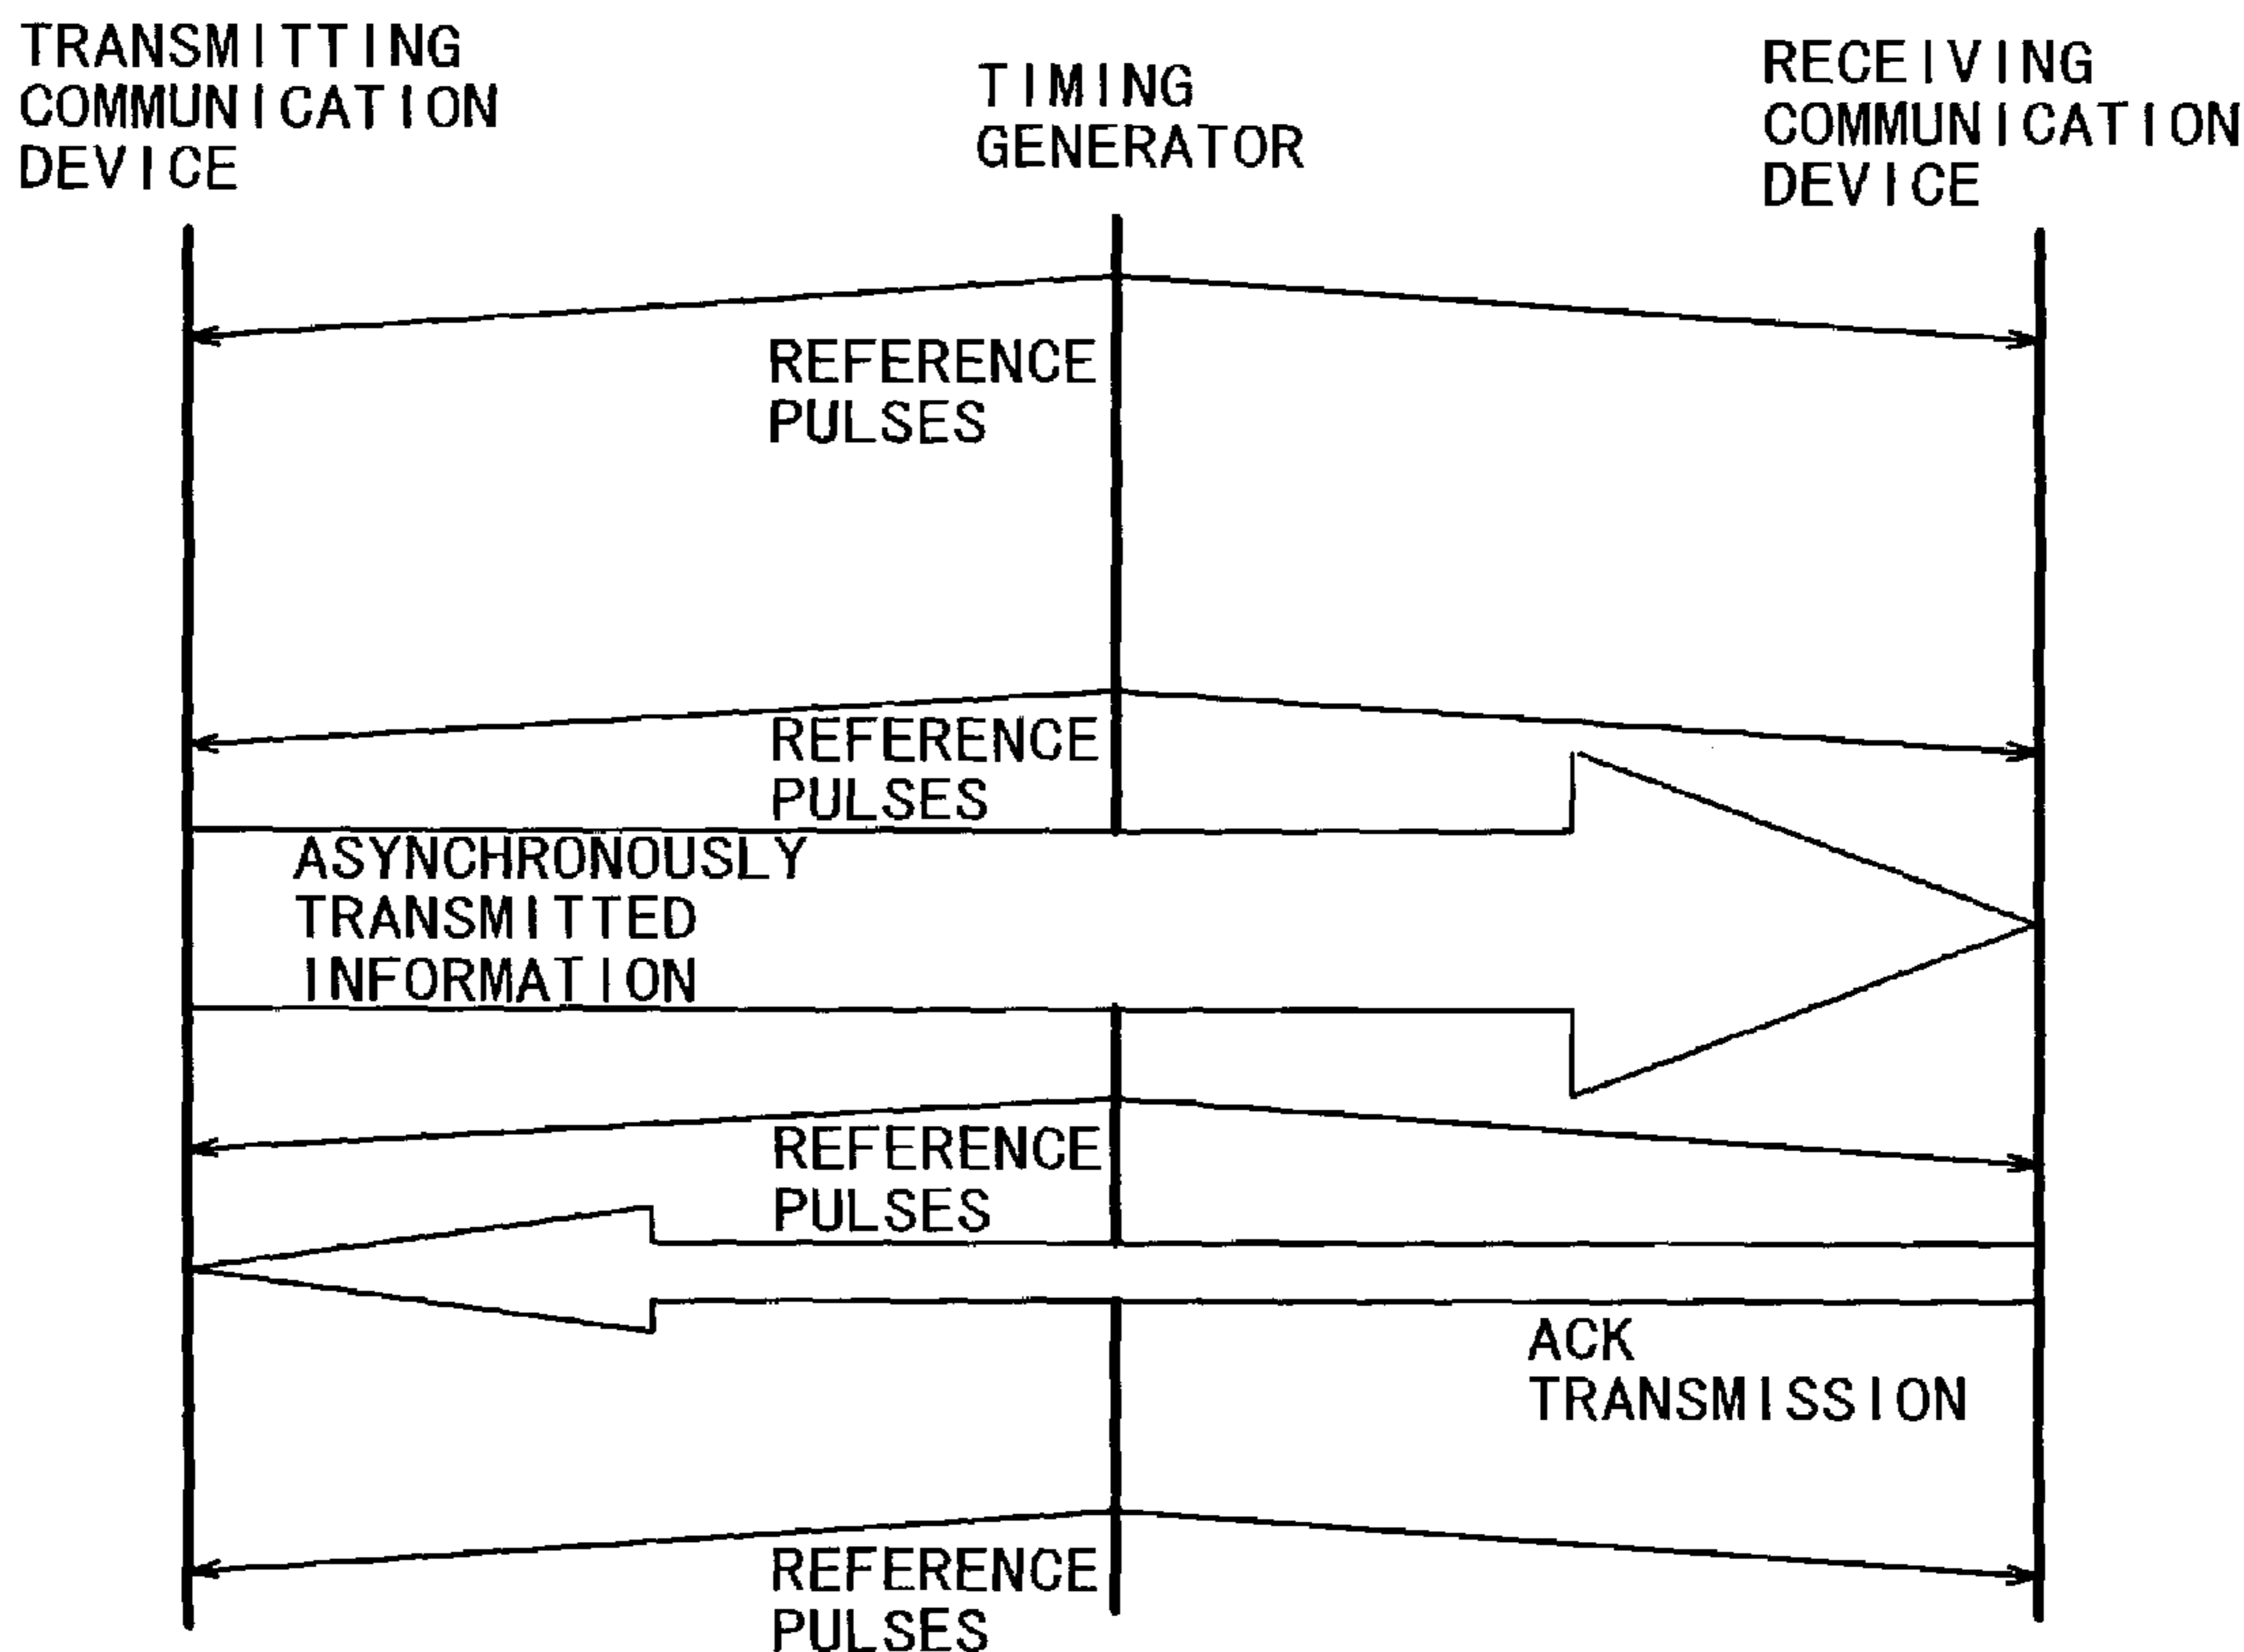 TRANSMITTING
COMMUNICATION
DEVICE
TIMING
GENERATOR
RECEIVING
COMMUNICATION
DEVICE
REFERENCE
PULSES
REFERENCE
PULSES
ASYNCHRONOUSLY
TRANSMITTED
INFORMATION
REFERENCE
PULSES
ACK
TRANSMISSION
REFERENCE
PULSES